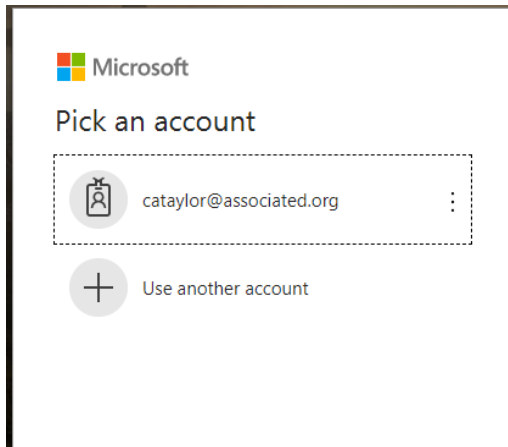 Microsoft
Pick an account
cataylor@associated.org
Use another account